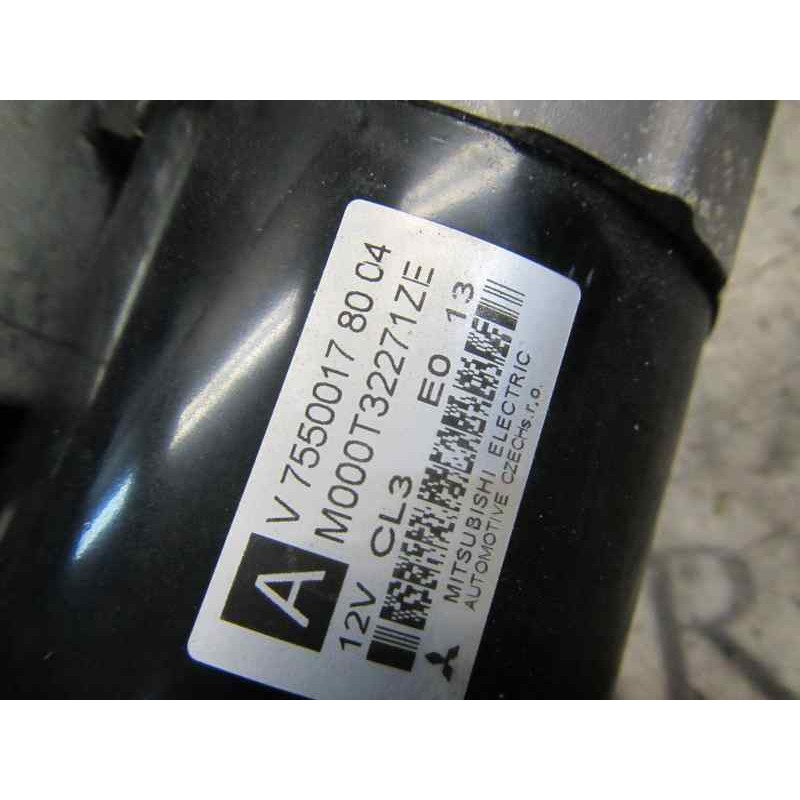 A
V 7550017 80 04
M000T32271ZE
12V CL3 E0 13
MITSUBISHI ELECTRIC
AUTOMOTIVE CZECH s.r.o.